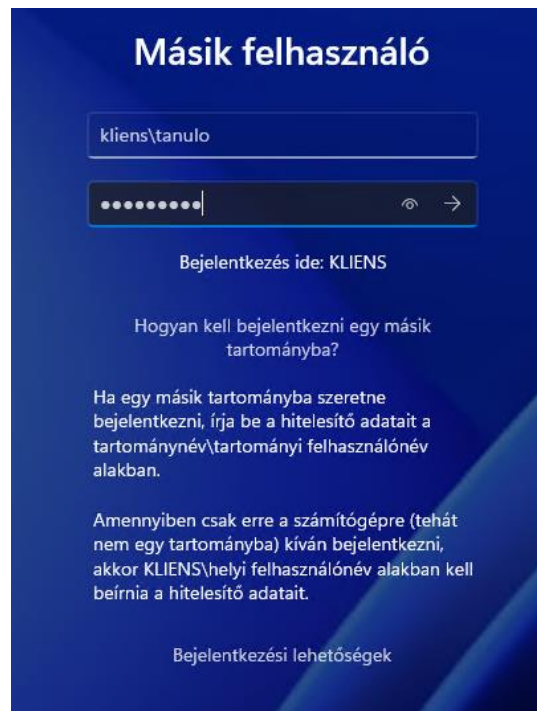 Másik felhasználó
kliens\tanulo
Bejelentkezés ide: KLIENS
Hogyan kell bejelentkezni egy másik
tartományba?
Ha egy másik tartományba szeretne
bejelentkezni, írja be a hitelesítő adatait a
tartománynév\tartományi felhasználónév
alakban.
Amennyiben csak erre a számítógépre (tehát
nem egy tartományba) kíván bejelentkezni,
akkor KLIENS\helyi felhasználónév alakban kell
beírnia a hitelesítő adatait.
Bejelentkezési lehetőségek